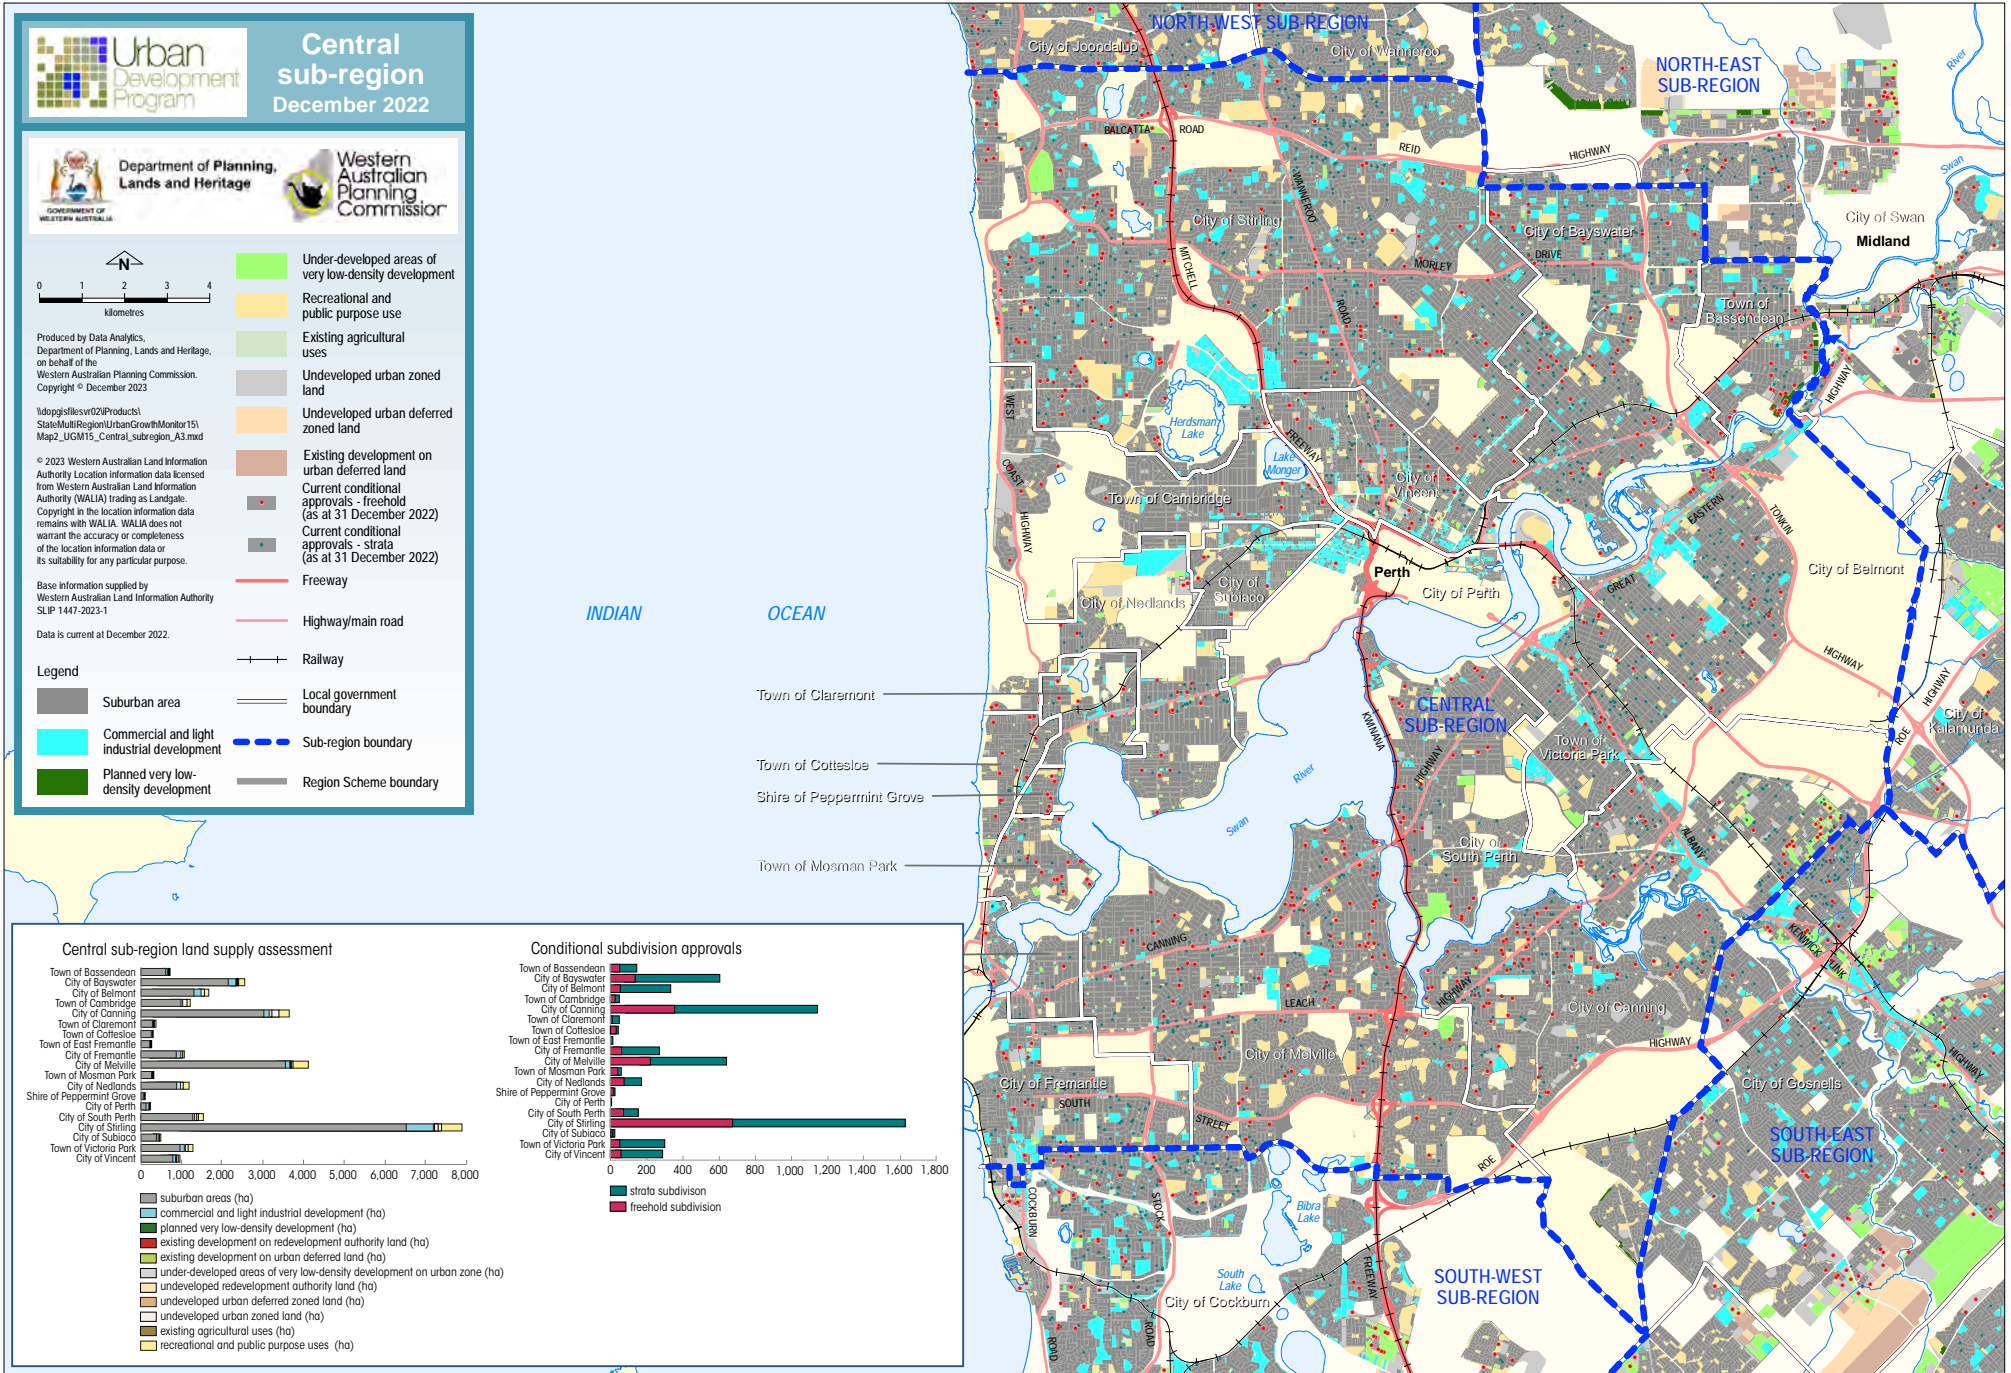 Urban
Development
Program
Central
sub-region
December 2022
GOVERNMENT OF
WESTERN AUSTRALIA
Department of Planning,
Lands and Heritage
Western
Australian
Planning
Commission
N
0 1 2 3 4
kilometres
Produced by Data Analytics,
Department of Planning, Lands and Heritage,
on behalf of the
Western Australian Planning Commission.
Copyright © December 2023
\\dopgisfilesvr02\iProducts\
StateMultiRegion\UrbanGrowthMonitor15\
Map2_UGM15_Central_subregion_A3.mxd
© 2023 Western Australian Land Information
Authority Location information data licensed
from Western Australian Land Information
Authority (WALIA) trading as Landgate.
Copyright in the location information data
remains with WALIA. WALIA does not
warrant the accuracy or completeness
of the location information data or
its suitability for any particular purpose.
Base information supplied by
Western Australian Land Information Authority
SLIP 1447-2023-1
Data is current at December 2022.
Legend
Suburban area
Commercial and light
industrial development
Planned very low-
density development
Under-developed areas of
very low-density development
Recreational and
public purpose use
Existing agricultural
uses
Undeveloped urban zoned
land
Undeveloped urban deferred
zoned land
Existing development on
urban deferred land
Current conditional
approvals - freehold
(as at 31 December 2022)
Current conditional
approvals - strata
(as at 31 December 2022)
Freeway
Highway/main road
Railway
Local government
boundary
Sub-region boundary
Region Scheme boundary
INDIAN OCEAN
Town of Claremont
Town of Cottesloe
Shire of Peppermint Grove
Town of Mosman Park
NORTH-WEST SUB-REGION
City of Joondalup
City of Wanneroo
NORTH-EAST
SUB-REGION
River
BALCATTA ROAD
REID
HIGHWAY
Swan
WANNEROO
City of Stirling
City of Bayswater
City of Swan
Midland
MITCHELL
MORLEY
DRIVE
ROAD
Town of
Bassendean
HIGHWAY
WEST
Herdsman
Lake
FREEWAY
Lake
Monger
COAST
Town of Cambridge
City of
Vincent
HIGHWAY
EASTERN
TONKIN
Perth
City of Perth
GREAT
City of Belmont
City of Nedlands
City of
Subiaco
HIGHWAY
HIGHWAY
KWINANA
CENTRAL
SUB-REGION
City of
Kalamunda
ROE
Town of
Victoria Park
HIGHWAY
River
Swan
ALBANY
City of
South Perth
CANNING
KENWICK
LINK
HIGHWAY
LEACH
City of Canning
HIGHWAY
HIGHWAY
City of Melville
City of Fremantle
SOUTH
STREET
City of Gosnells
SOUTH-EAST
SUB-REGION
ROE
COCKBURN
STOCK
Bibra
Lake
South
Lake
City of Cockburn
FREEWAY
SOUTH-WEST
SUB-REGION
ROAD
ROAD
Central sub-region land supply assessment
Town of Bassendean
City of Bayswater
City of Belmont
Town of Cambridge
City of Canning
Town of Claremont
Town of Cottesloe
Town of East Fremantle
City of Fremantle
City of Melville
Town of Mosman Park
City of Nedlands
Shire of Peppermint Grove
City of Perth
City of South Perth
City of Stirling
City of Subiaco
Town of Victoria Park
City of Vincent
0 1,000 2,000 3,000 4,000 5,000 6,000 7,000 8,000
suburban areas (ha)
commercial and light industrial development (ha)
planned very low-density development (ha)
existing development on redevelopment authority land (ha)
existing development on urban deferred land (ha)
under-developed areas of very low-density development on urban zone (ha)
undeveloped redevelopment authority land (ha)
undeveloped urban deferred zoned land (ha)
undeveloped urban zoned land (ha)
existing agricultural uses (ha)
recreational and public purpose uses (ha)
Conditional subdivision approvals
Town of Bassendean
City of Bayswater
City of Belmont
Town of Cambridge
City of Canning
Town of Claremont
Town of Cottesloe
Town of East Fremantle
City of Fremantle
City of Melville
Town of Mosman Park
City of Nedlands
Shire of Peppermint Grove
City of Perth
City of South Perth
City of Stirling
City of Subiaco
Town of Victoria Park
City of Vincent
0 200 400 600 800 1,000 1,200 1,400 1,600 1,800
strata subdivison
freehold subdivision